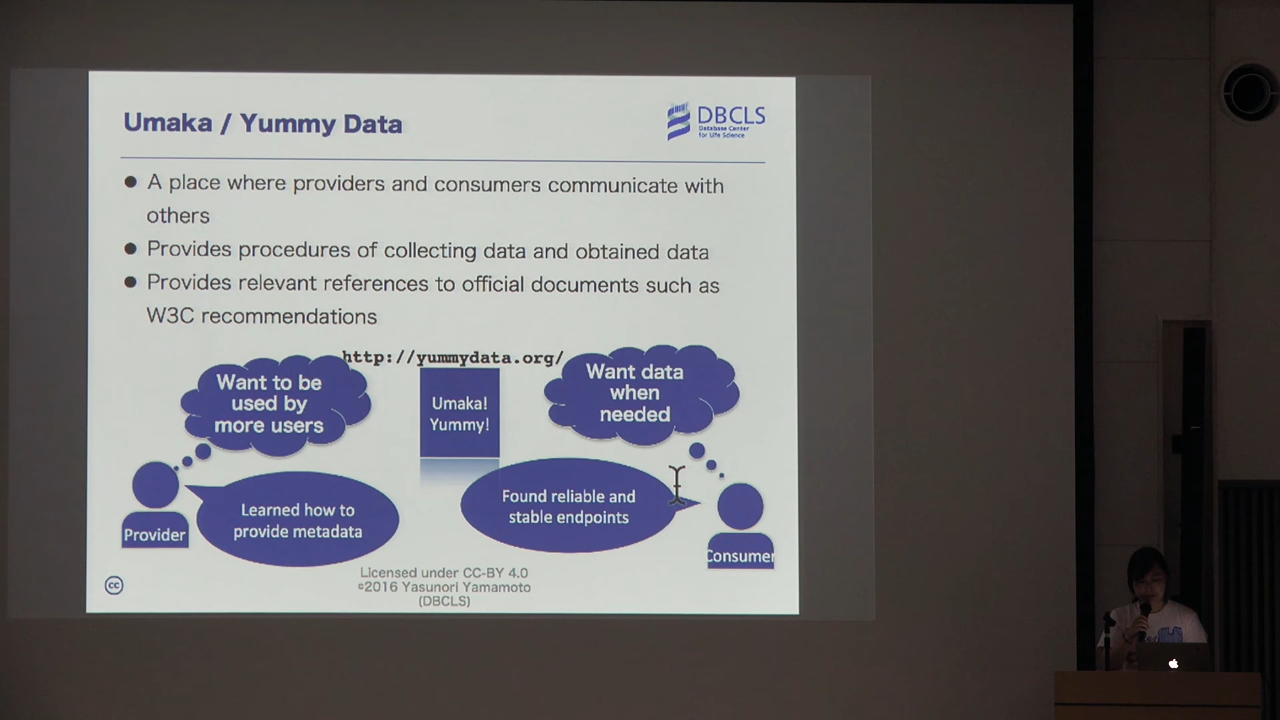 Umaka / Yummy Data
DBCLS
Database Center
for Life Science
● A place where providers and consumers communicate with
others
● Provides procedures of collecting data and obtained data
● Provides relevant references to official documents such as
W3C recommendations
http://yummydata.org/
Want to be
used by
more users
Umaka!
Yummy!
Want data
when
needed
Learned how to
provide metadata
Found reliable and
stable endpoints
Provider
Consumer
cc
Licensed under CC-BY 4.0
©2016 Yasunori Yamamoto
(DBCLS)